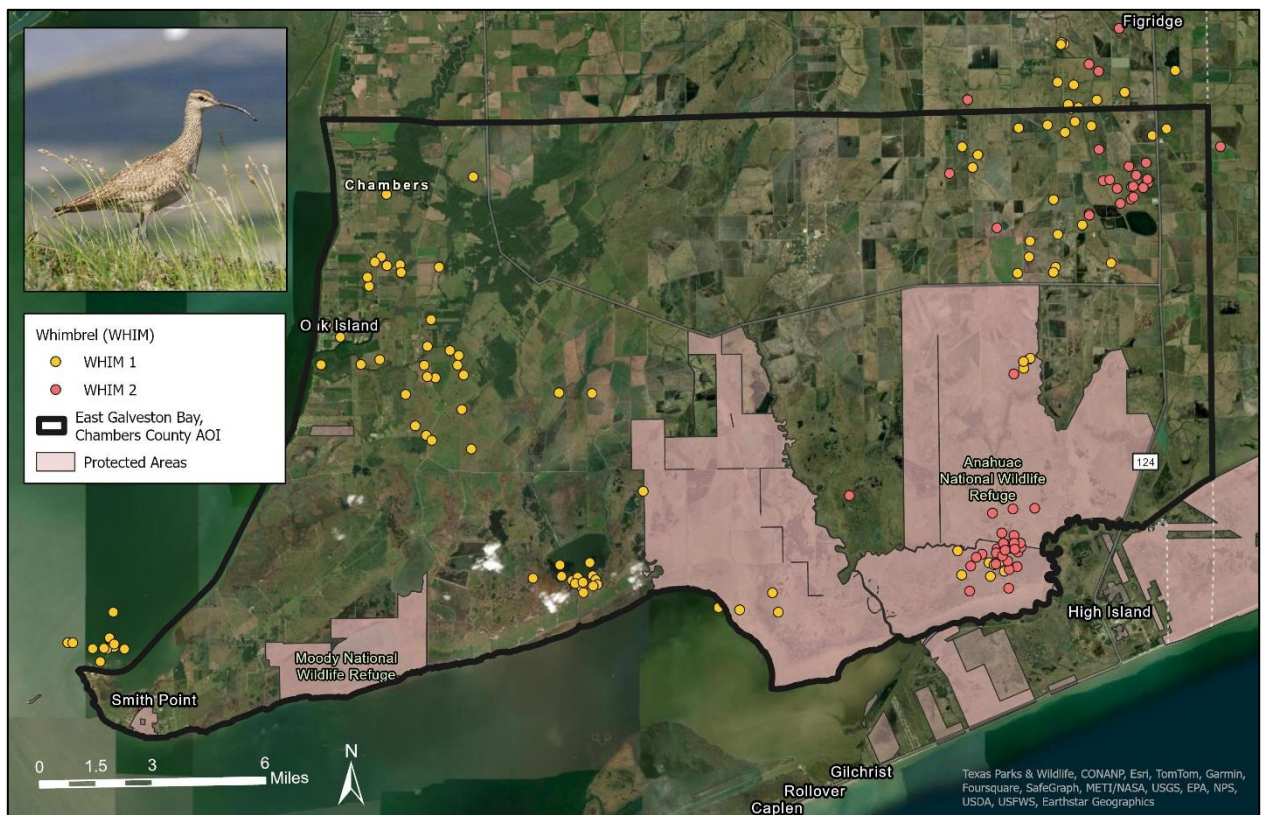 Figridge
Chambers
Oak Island
Whimbrel (WHIM)
WHIM 1
WHIM 2
East Galveston Bay,
Chambers County AOI
Protected Areas
124
Anahuac
National Wildlife
Refuge
High Island
Moody National
Wildlife Refuge
Smith Point
N
0 1.5 3 6
Miles
Gilchrist
Rollover
Caplen
Texas Parks & Wildlife, CONANP, Esri, TomTom, Garmin,
Foursquare, SafeGraph, METI/NASA, USGS, EPA, NPS,
USDA, USFWS, Earthstar Geographics